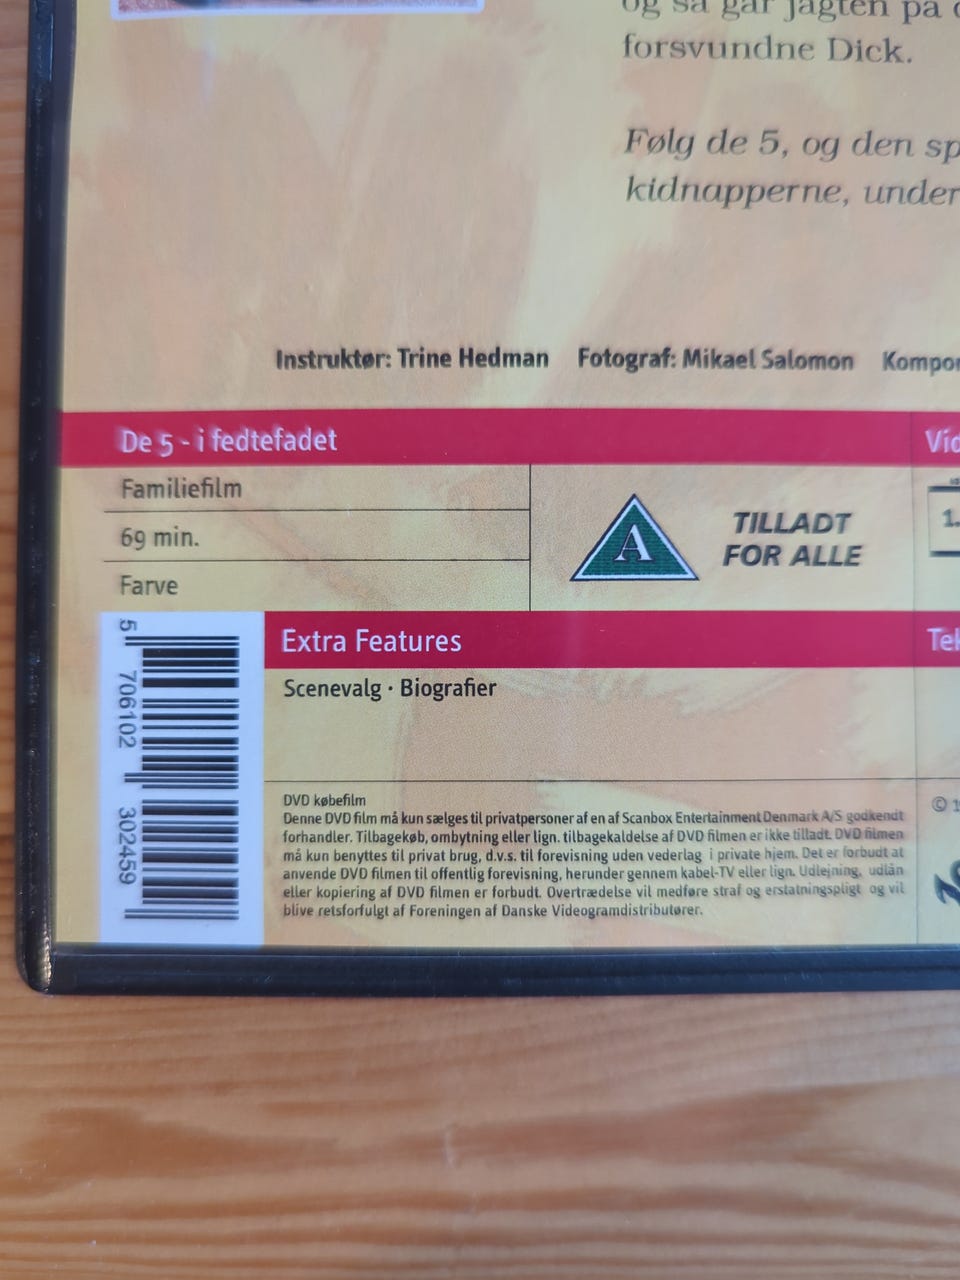 og så går jagten på
forsvundne Dick.
Følg de 5, og den
kidnapperne, under
Instruktør: Trine Hedman Fotograf: Mikael Salomon
De 5 - i fedtefadet
Familiefilm
69 min.
Farve
A
TILLADT
FOR ALLE
1.
Extra Features
Scenevalg · Biografier
5 706102 302459
DVD købefilm
Denne DVD film må kun sælges til privatpersoner af en af Scanbox Entertainment Denmark A/S godkendt
forhandler. Tilbagekøb, ombytning eller lign. tilbagekaldelse af DVD filmen er ikke tilladt. DVD filmen
må kun benyttes til privat brug, d.v.s. til forevisning uden vederlag i private hjem. Det er forbudt at
anvende DVD filmen til offentlig forevisning, herunder gennem kabel-TV eller lign. Udlejning, udlån
eller kopiering af DVD filmen er forbudt. Overtrædelse vil medføre straf og erstatningspligt og vil
blive retsforfulgt af Foreningen af Danske Videogramdistributører.
©